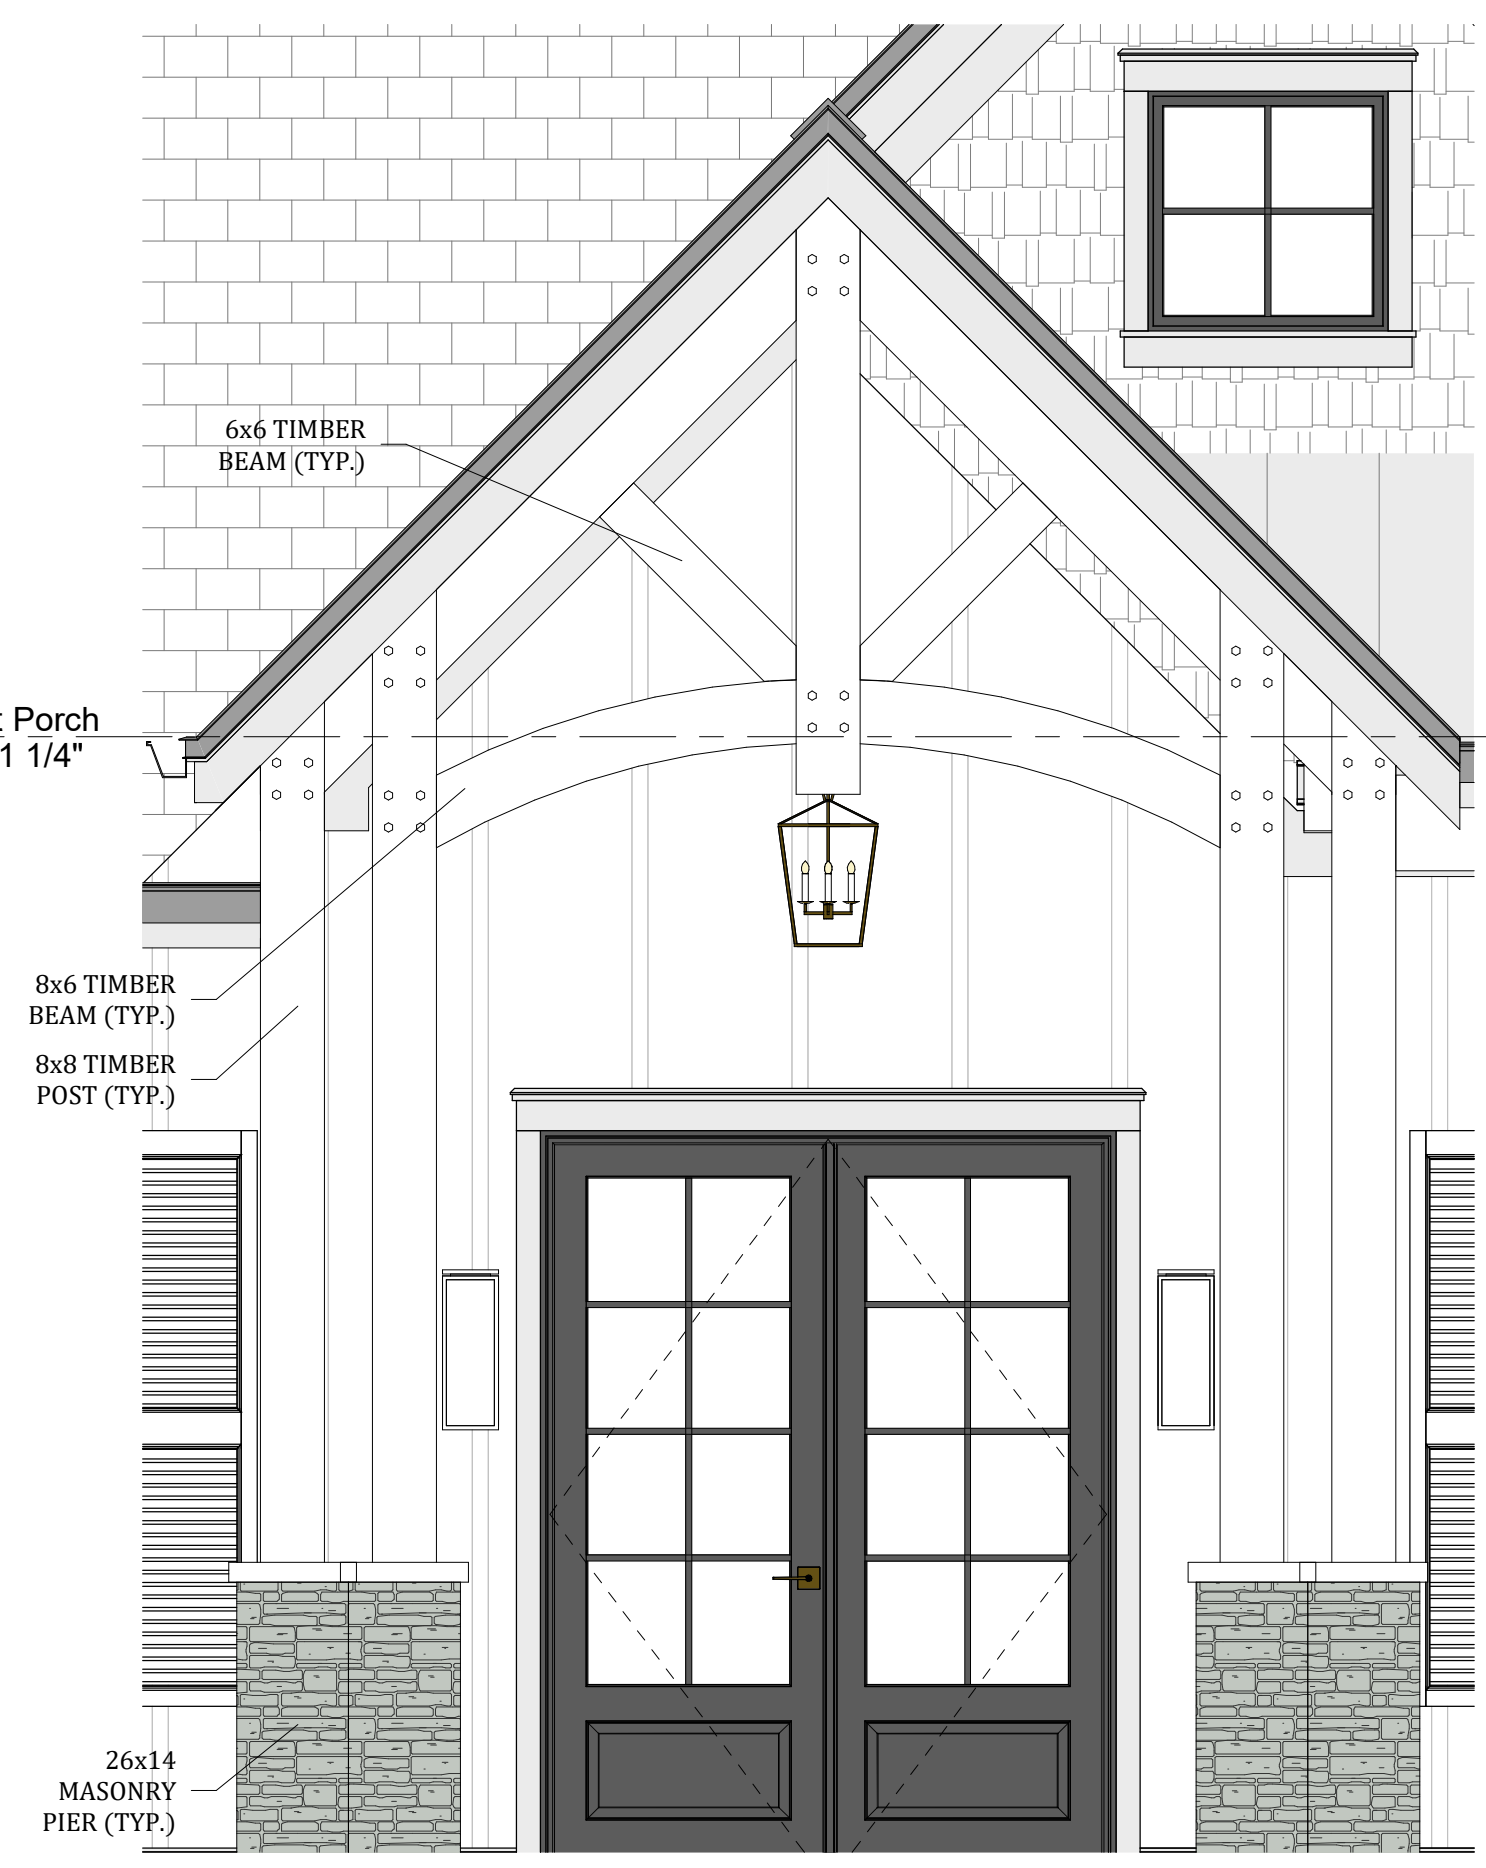 6x6 TIMBER
BEAM (TYP.)
Porch
1 1/4"
8x6 TIMBER
BEAM (TYP.)
8x8 TIMBER
POST (TYP.)
26x14
MASONRY
PIER (TYP.)